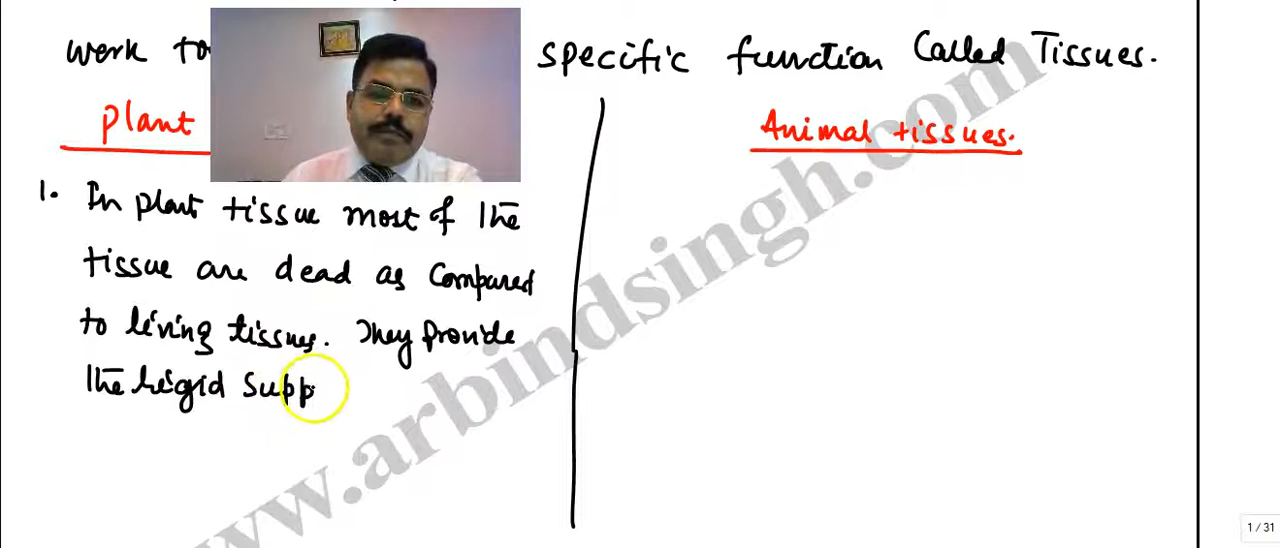 work to specific function Called Tissues.
plant
Animal tissues.
1. In plant tissue most of the
tissue are dead as Compared
to living tissues. They provide
the rigid supp
www.arbindsingh.com
1 / 31